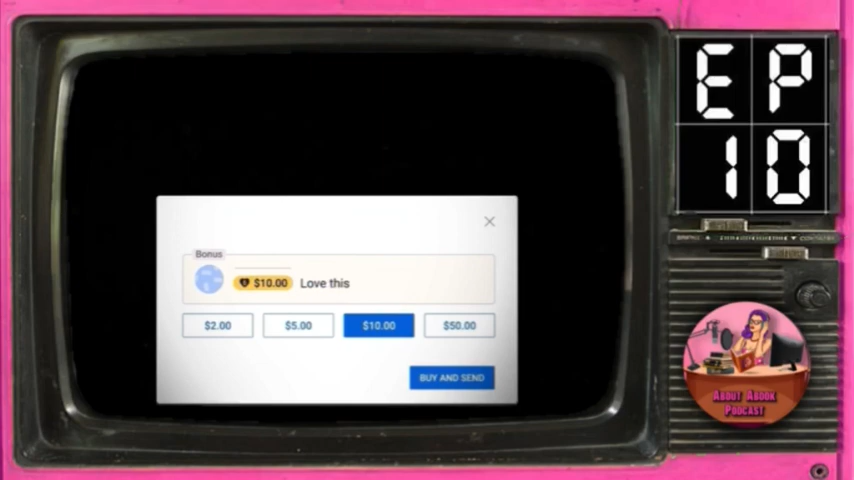 EP
10
Bonus
$10.00 Love this
$2.00
$5.00
$10.00
$50.00
BUY AND SEND
About Abook
Podcast